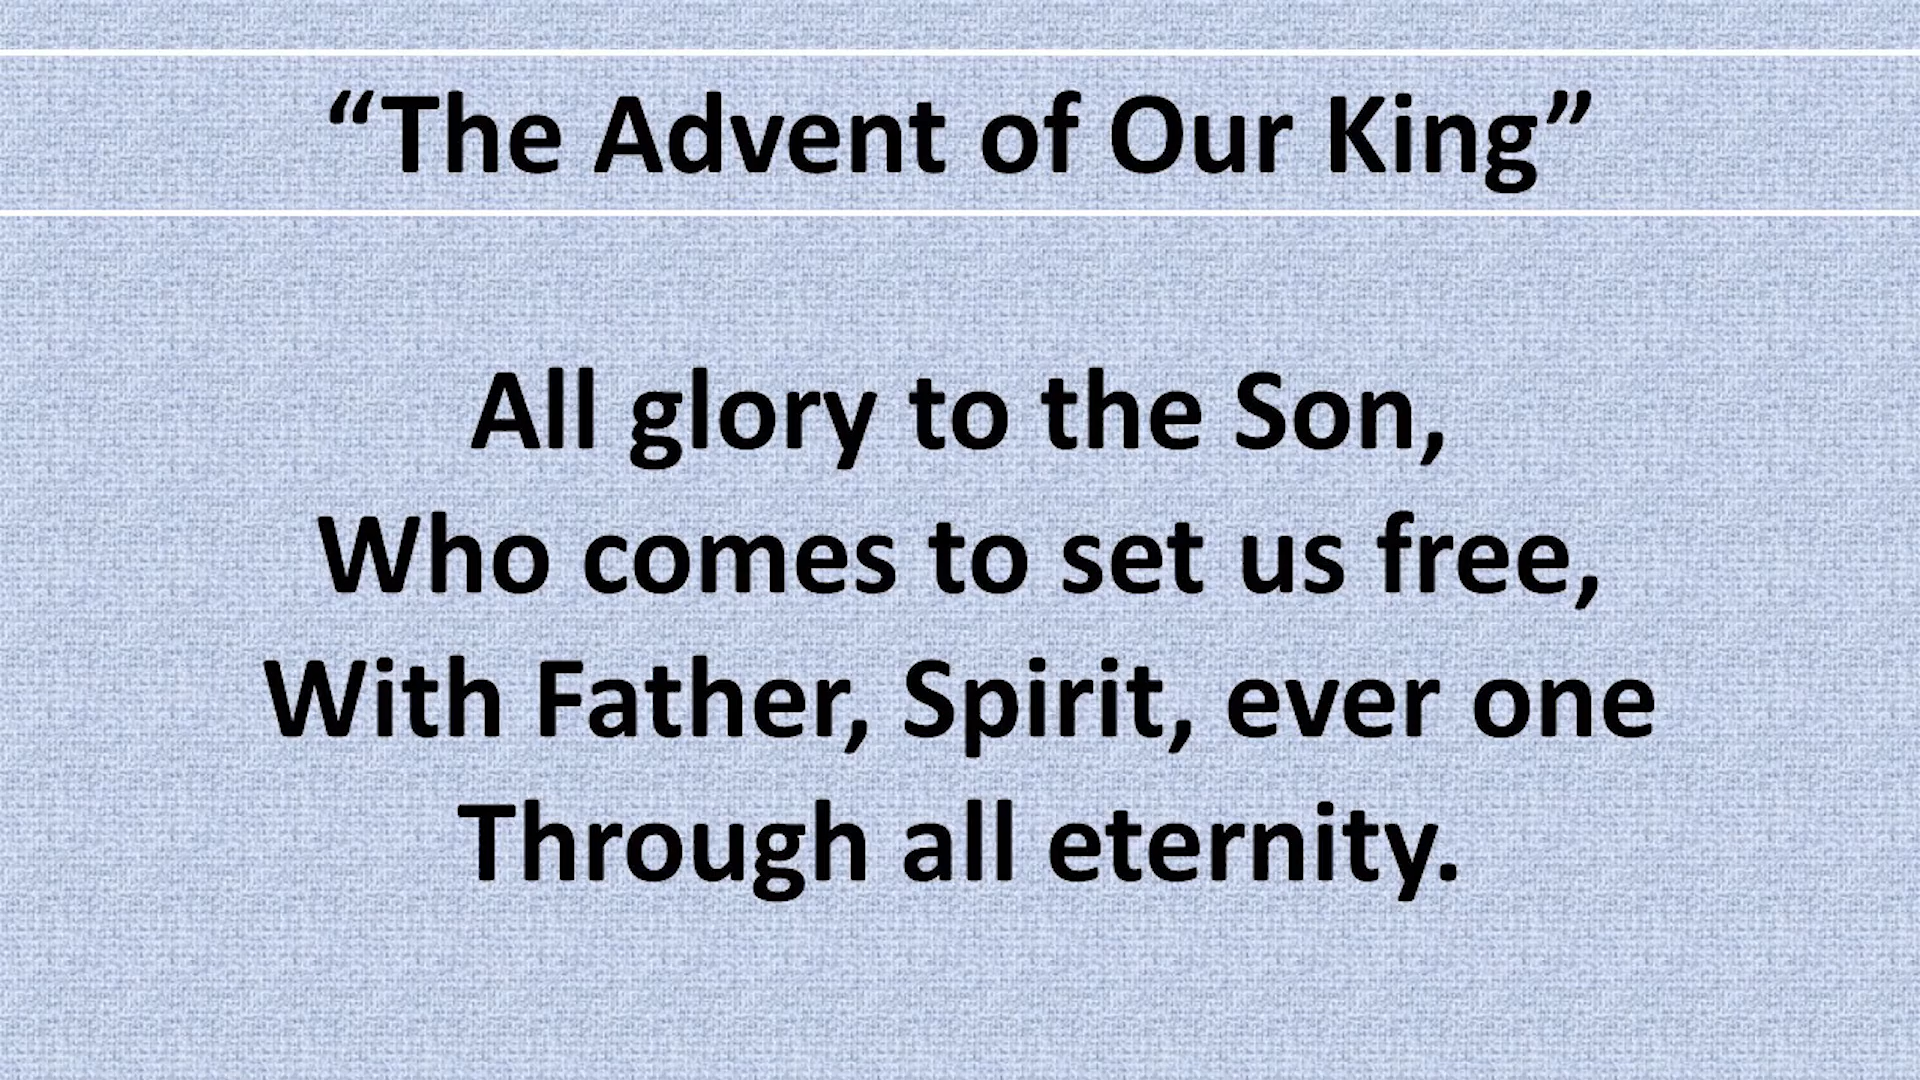 “The Advent of Our King”
All glory to the Son,
Who comes to set us free,
With Father, Spirit, ever one
Through all eternity.